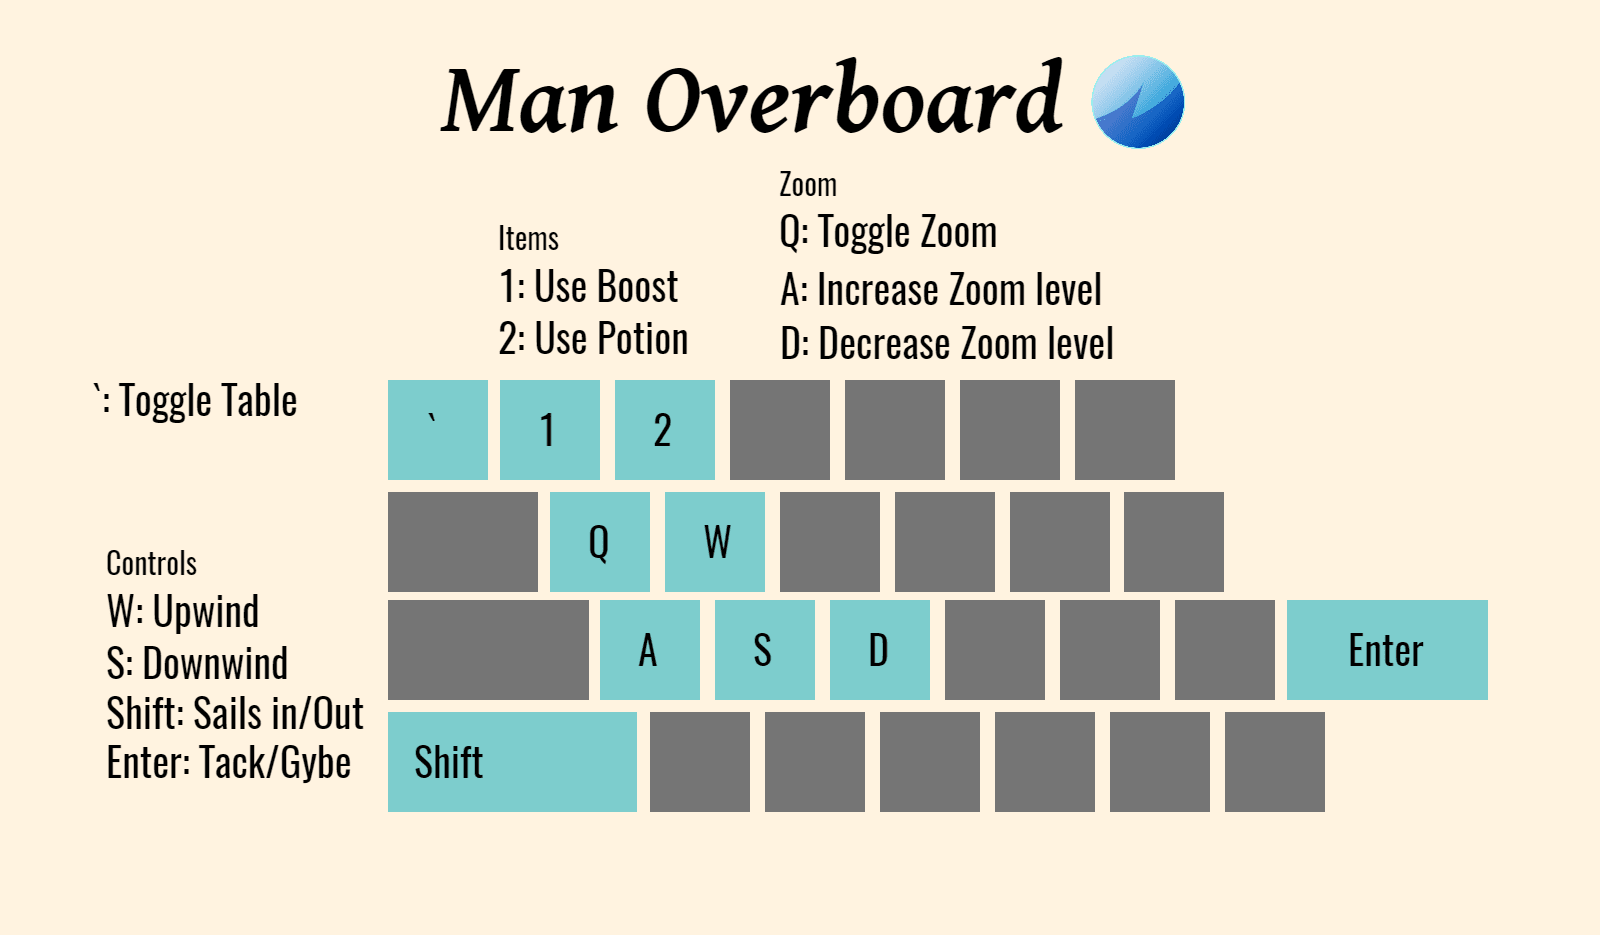 Man Overboard
Zoom
Q: Toggle Zoom
A: Increase Zoom level
D: Decrease Zoom level
Items
1: Use Boost
2: Use Potion
`: Toggle Table
` 1 2
Q W
A S D Enter
Shift
Controls
W: Upwind
S: Downwind
Shift: Sails in/Out
Enter: Tack/Gybe